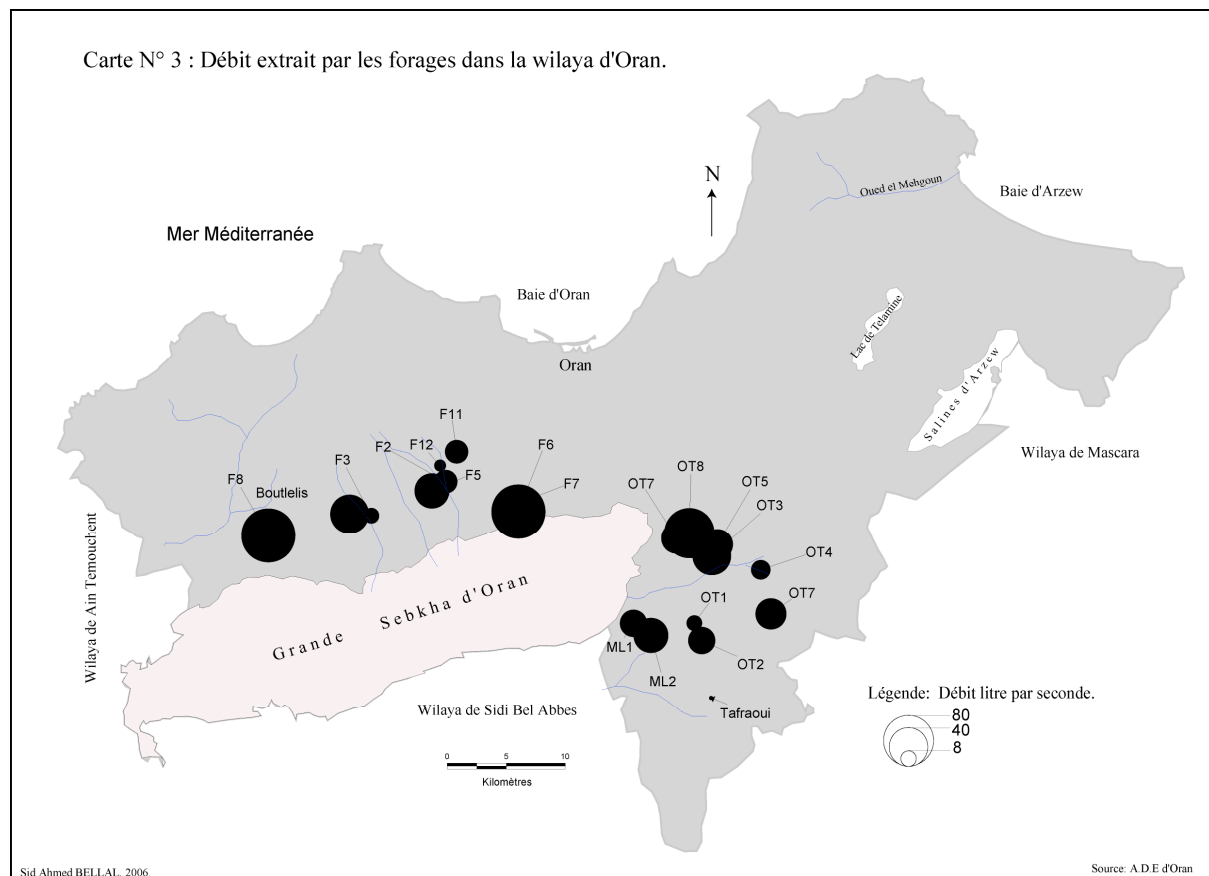 Carte N° 3 : Débit extrait par les forages dans la wilaya d'Oran.
N
Oued el Mehgoun
Baie d'Arzew
Mer Méditerranée
Baie d'Oran
Lac de Telamine
Oran
Salines d'Arzew
F11
F12
F2
F6
Wilaya de Mascara
F3
F5
F7
OT8
OT7
OT5
OT3
F8
Boutlelis
OT4
Wilaya de Ain Temouchent
Grande Sebkha d'Oran
OT1
OT7
ML1
OT2
ML2
Légende: Débit litre par seconde.
Wilaya de Sidi Bel Abbes
Tafraoui
80
40
8
0 5 10
Kilomètres
Sid Ahmed BELLAL, 2006.
Source: A.D.E d'Oran